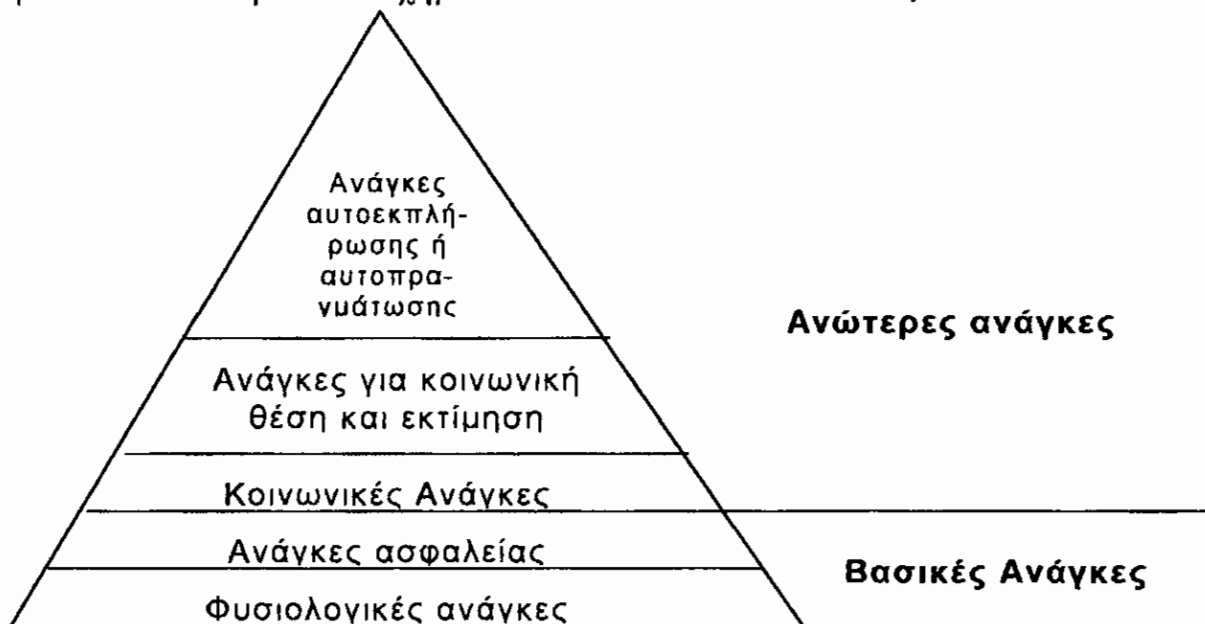 Ανάγκες
αυτοεκπλή-
ρωσης ή
αυτοπρα-
γμάτωσης
Ανώτερες ανάγκες
Ανάγκες για κοινωνική
θέση και εκτίμηση
Κοινωνικές Ανάγκες
Ανάγκες ασφαλείας
Βασικές Ανάγκες
Φυσιολογικές ανάγκες